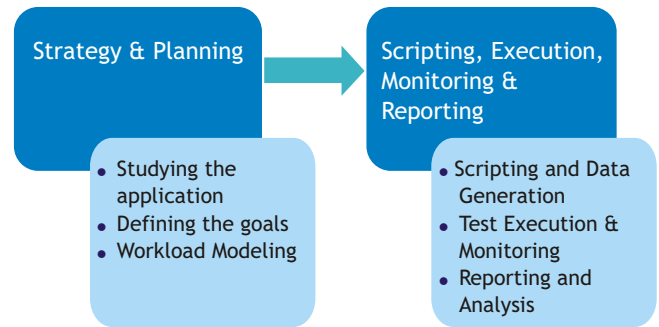 Strategy & Planning
• Studying the
application
• Defining the goals
• Workload Modeling
Scripting, Execution,
Monitoring &
Reporting
• Scripting and Data
Generation
• Test Execution &
Monitoring
• Reporting and
Analysis